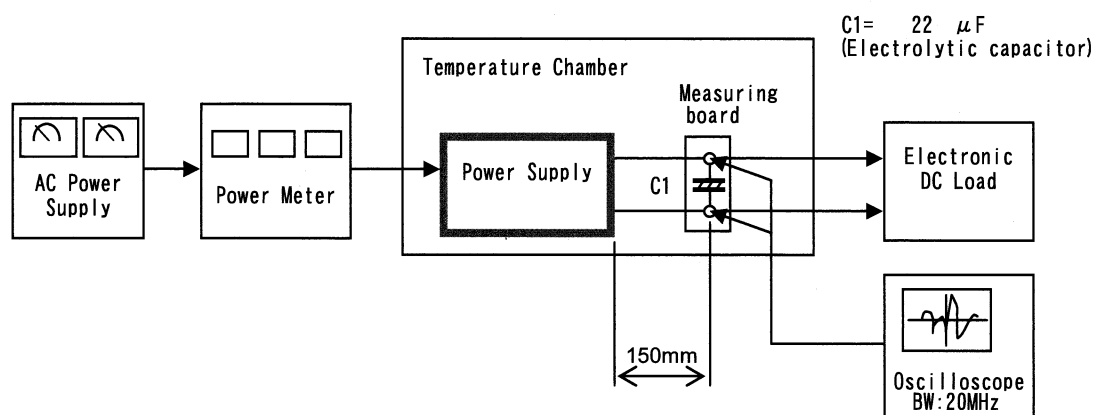 C1= 22 μF
(Electrolytic capacitor)
Temperature Chamber
Measuring
board
AC Power
Supply
Power Meter
Power Supply
C1
Electronic
DC Load
150mm
Oscilloscope
BW:20MHz